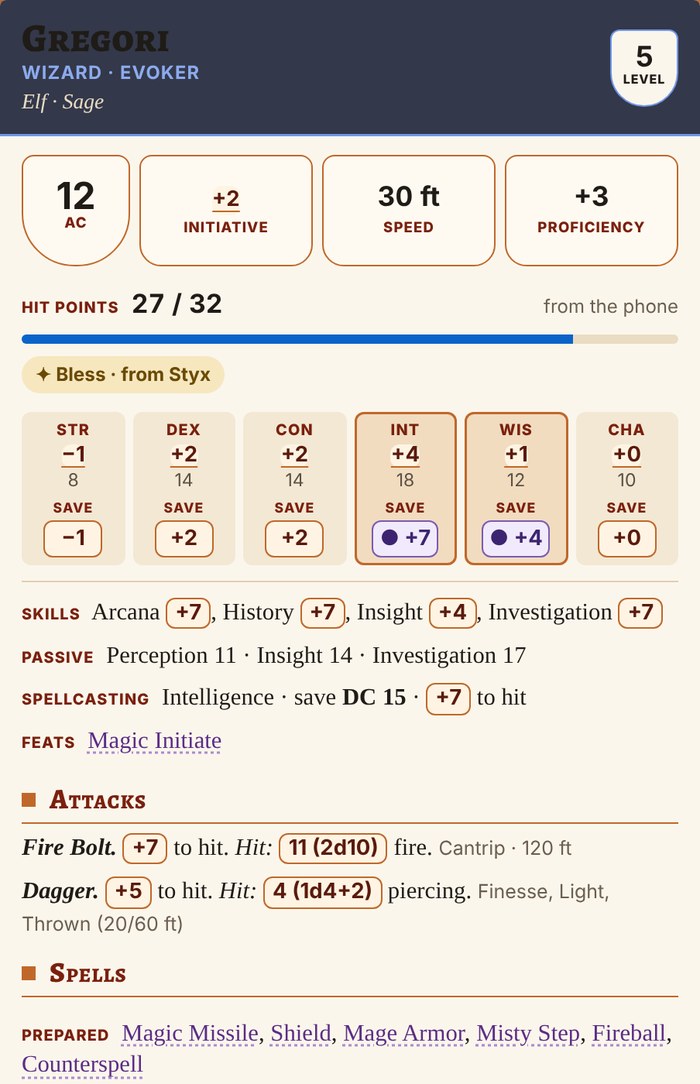 Gregori
WIZARD · EVOKER
Elf · Sage
5
LEVEL
12
AC
+2
INITIATIVE
30 ft
SPEED
+3
PROFICIENCY
HIT POINTS 27 / 32 from the phone
✦ Bless · from Styx
STR DEX CON INT WIS CHA
−1 +2 +2 +4 +1 +0
8 14 14 18 12 10
SAVE SAVE SAVE SAVE SAVE SAVE
−1 +2 +2 +7 +4 +0
SKILLS Arcana +7, History +7, Insight +4, Investigation +7
PASSIVE Perception 11 · Insight 14 · Investigation 17
SPELLCASTING Intelligence · save DC 15 · +7 to hit
FEATS Magic Initiate
Attacks
Fire Bolt. +7 to hit. Hit: 11 (2d10) fire. Cantrip · 120 ft
Dagger. +5 to hit. Hit: 4 (1d4+2) piercing. Finesse, Light,
Thrown (20/60 ft)
Spells
PREPARED Magic Missile, Shield, Mage Armor, Misty Step, Fireball,
Counterspell